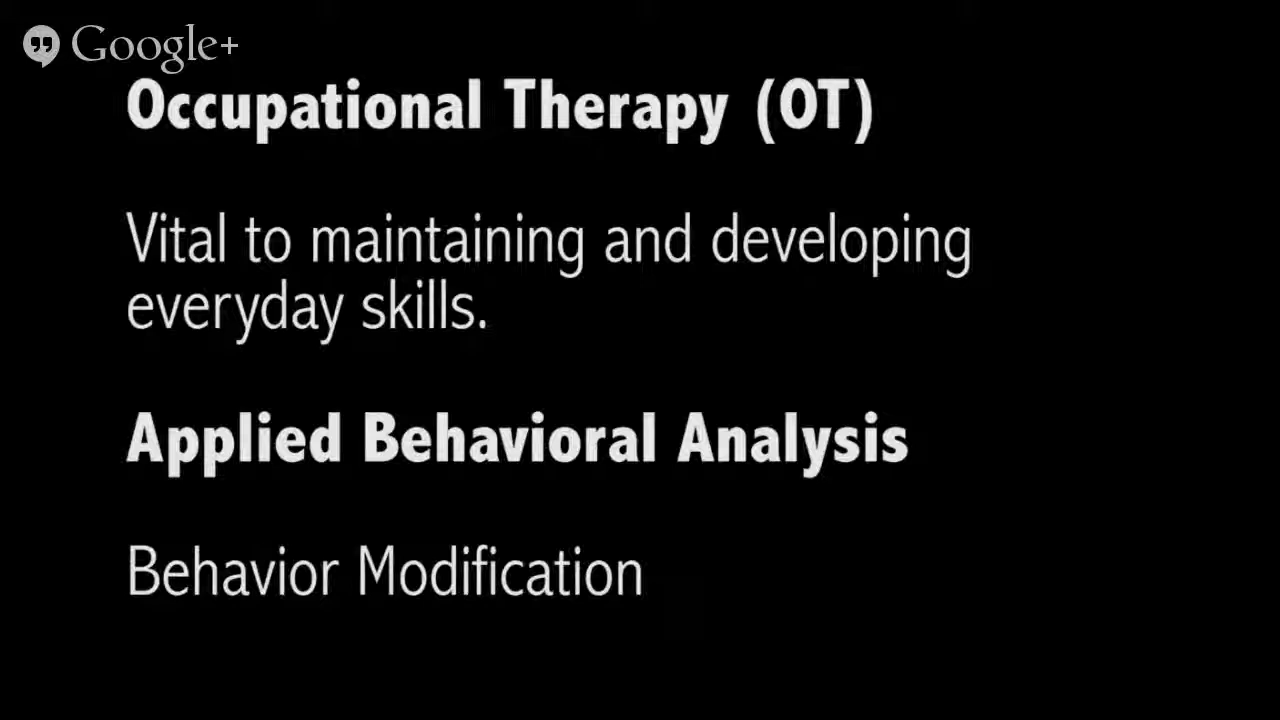 Google+
Occupational Therapy (OT)
Vital to maintaining and developing
everyday skills.
Applied Behavioral Analysis
Behavior Modification